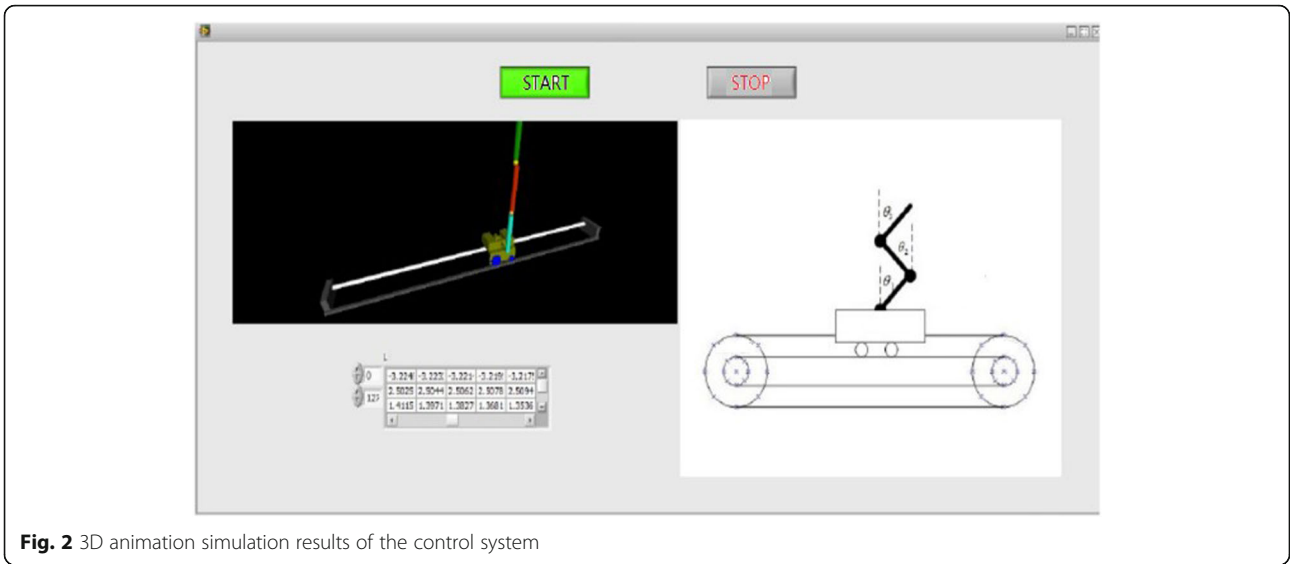 START STOP
θ₃
θ₂
θ₁
L
0 -3.224 -3.222 -3.221 -3.219 -3.217
123 2.5025 2.5044 2.5062 2.5078 2.5094
1.4115 1.3971 1.3827 1.3681 1.3536
Fig. 2 3D animation simulation results of the control system